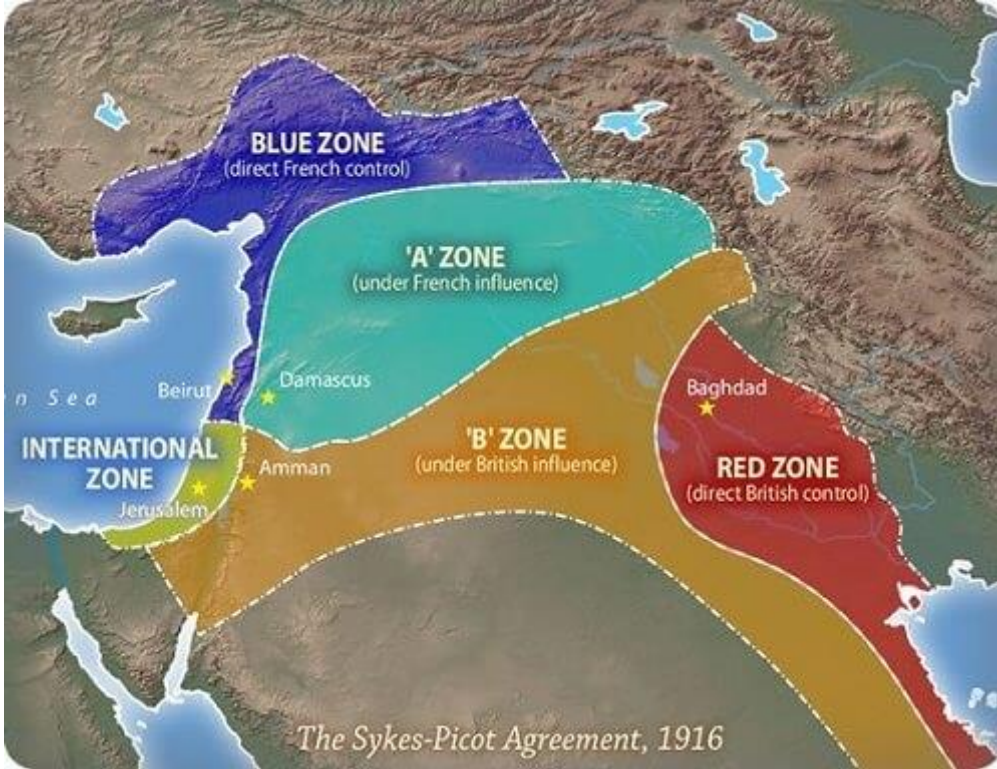 BLUE ZONE
(direct French control)
'A' ZONE
(under French influence)
Beirut
Damascus
n Sea
Baghdad
INTERNATIONAL
ZONE
'B' ZONE
(under British influence)
Amman
RED ZONE
(direct British control)
Jerusalem
The Sykes-Picot Agreement, 1916